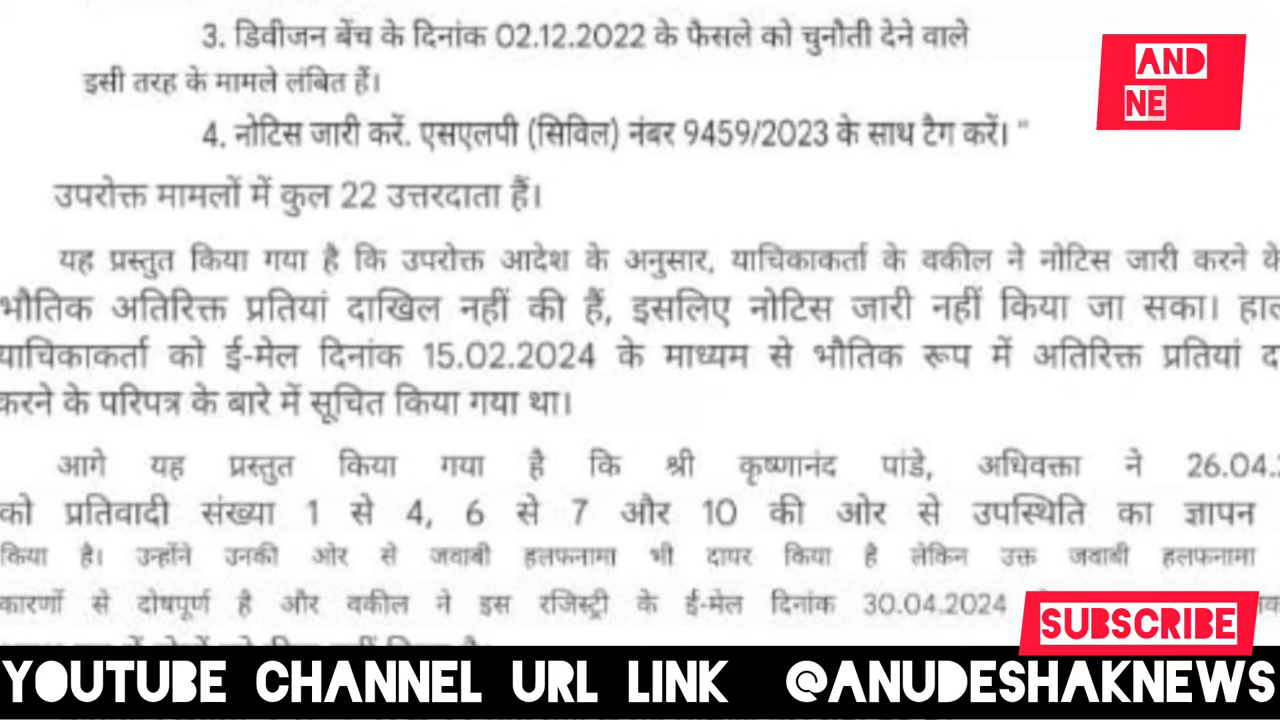 3. डिवीजन बेंच के दिनांक 02.12.2022 के फैसले को चुनौती देने वाले
AND
इसी तरह के मामले लंबित हैं।
NE
4. नोटिस जारी करें. एसएलपी (सिविल) नंबर 9459/2023 के साथ टैग करें। "
उपरोक्त मामलों में कुल 22 उत्तरदाता हैं।
यह प्रस्तुत किया गया है कि उपरोक्त आदेश के अनुसार, याचिकाकर्ता के वकील ने नोटिस जारी करने के
भौतिक अतिरिक्त प्रतियां दाखिल नहीं की हैं, इसलिए नोटिस जारी नहीं किया जा सका।
याचिकाकर्ता को ई-मेल दिनांक 15.02.2024 के माध्यम से भौतिक रूप में अतिरिक्त प्रतियां
करने के परिपत्र के बारे में सूचित किया गया था।
आगे यह प्रस्तुत किया गया है कि श्री कृष्णानंद पांडे, अधिवक्ता ने 26.04.
को प्रतिवादी संख्या 1 से 4, 6 से 7 और 10 की ओर से उपस्थिति का ज्ञापन
किया है। उन्होंने उनकी ओर से जवाबी हलफनामा भी दायर किया है लेकिन उक्त जवाबी हलफनामा
कारणों से दोषपूर्ण है और वकील ने इस रजिस्ट्री के ई-मेल दिनांक 30.04.2024
SUBSCRIBE
YOUTUBE CHANNEL URL LINK @ANUDESHAKNEWS